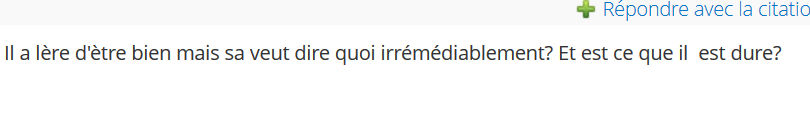 Répondre avec la citatio
Il a lère d'ètre bien mais sa veut dire quoi irrémédiablement? Et est ce que il  est dure?